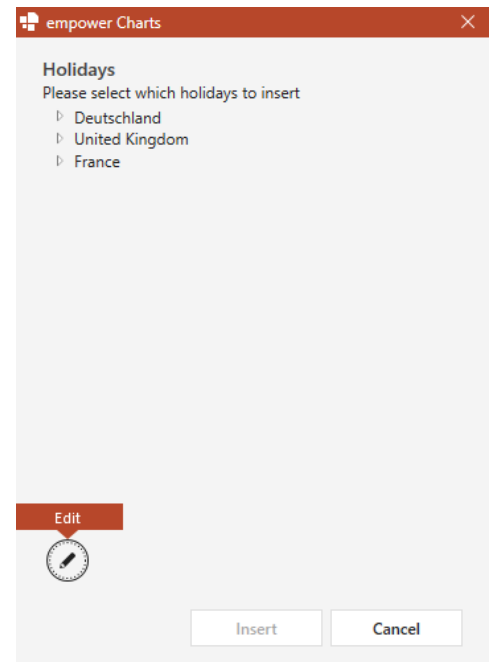 empower Charts
Holidays
Please select which holidays to insert
Deutschland
United Kingdom
France
Edit
Insert
Cancel